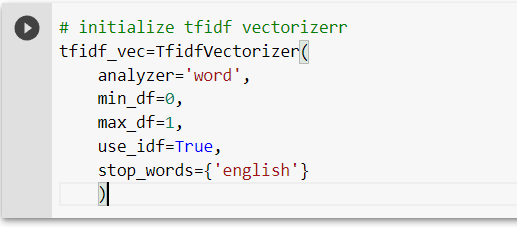 # initialize tfidf vectorizerr
tfidf_vec=TfidfVectorizer(
    analyzer='word',
    min_df=0,
    max_df=1,
    use_idf=True,
    stop_words={'english'}
    )